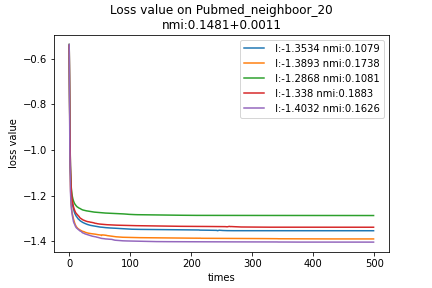 Loss value on Pubmed_neighboor_20
nmi:0.1481+0.0011
l:-1.3534 nmi:0.1079
l:-1.3893 nmi:0.1738
l:-1.2868 nmi:0.1081
l:-1.338 nmi:0.1883
l:-1.4032 nmi:0.1626
loss value
−0.6
−0.8
−1.0
−1.2
−1.4
0 100 200 300 400 500
times